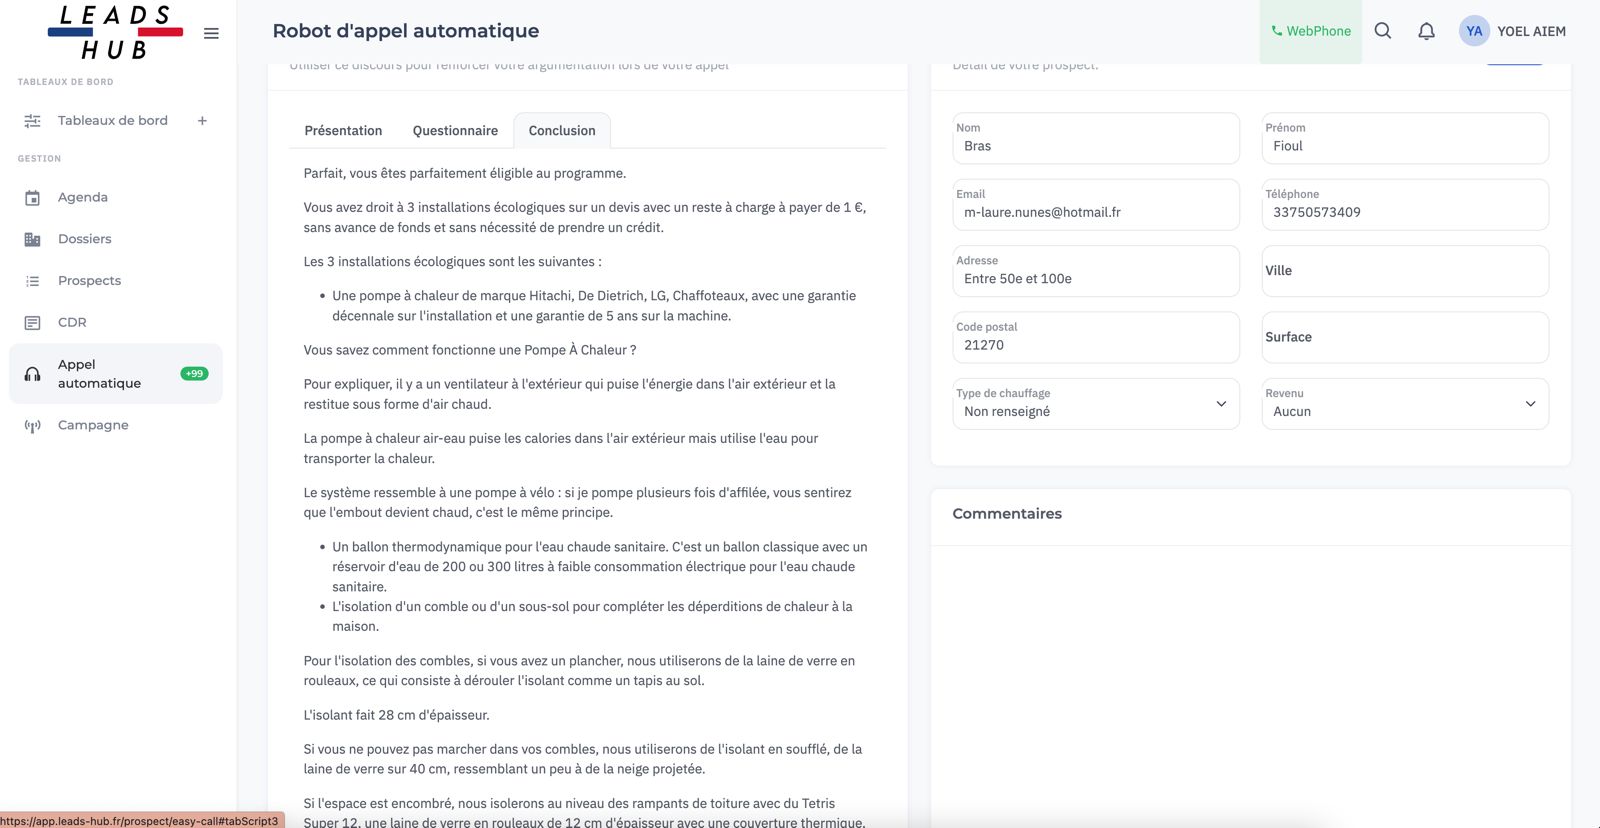 LEADS
HUB
TABLEAUX DE BORD
Tableaux de bord +
GESTION
Agenda
Dossiers
Prospects
CDR
Appel
automatique
+99
Campagne
Robot d'appel automatique
WebPhone
YA
YOEL AIEM
Utiliser ce discours pour renforcer votre argumentation lors de votre appel
Présentation
Questionnaire
Conclusion
Parfait, vous êtes parfaitement éligible au programme.
Vous avez droit à 3 installations écologiques sur un devis avec un reste à charge à payer de 1 €,
sans avance de fonds et sans nécessité de prendre un crédit.
Les 3 installations écologiques sont les suivantes :
• Une pompe à chaleur de marque Hitachi, De Dietrich, LG, Chaffoteaux, avec une garantie
décennale sur l'installation et une garantie de 5 ans sur la machine.
Vous savez comment fonctionne une Pompe À Chaleur ?
Pour expliquer, il y a un ventilateur à l'extérieur qui puise l'énergie dans l'air extérieur et la
restitue sous forme d'air chaud.
La pompe à chaleur air-eau puise les calories dans l'air extérieur mais utilise l'eau pour
transporter la chaleur.
Le système ressemble à une pompe à vélo : si je pompe plusieurs fois d'affilée, vous sentirez
que l'embout devient chaud, c'est le même principe.
• Un ballon thermodynamique pour l'eau chaude sanitaire. C'est un ballon classique avec un
réservoir d'eau de 200 ou 300 litres à faible consommation électrique pour l'eau chaude
sanitaire.
• L'isolation d'un comble ou d'un sous-sol pour compléter les déperditions de chaleur à la
maison.
Pour l'isolation des combles, si vous avez un plancher, nous utiliserons de la laine de verre en
rouleaux, ce qui consiste à dérouler l'isolant comme un tapis au sol.
L'isolant fait 28 cm d'épaisseur.
Si vous ne pouvez pas marcher dans vos combles, nous utiliserons de l'isolant en soufflé, de la
laine de verre sur 40 cm, ressemblant un peu à de la neige projetée.
Si l'espace est encombré, nous isolerons au niveau des rampants de toiture avec du Tetris
Super 12, une laine de verre en rouleaux de 12 cm d'épaisseur avec une couverture thermique,
Détail de votre prospect.
Nom
Bras
Prénom
Fioul
Email
m-laure.nunes@hotmail.fr
Téléphone
33750573409
Adresse
Entre 50e et 100e
Ville
Code postal
21270
Surface
Type de chauffage
Non renseigné
Revenu
Aucun
Commentaires
https://app.leads-hub.fr/prospect/easy-call#tabScript3